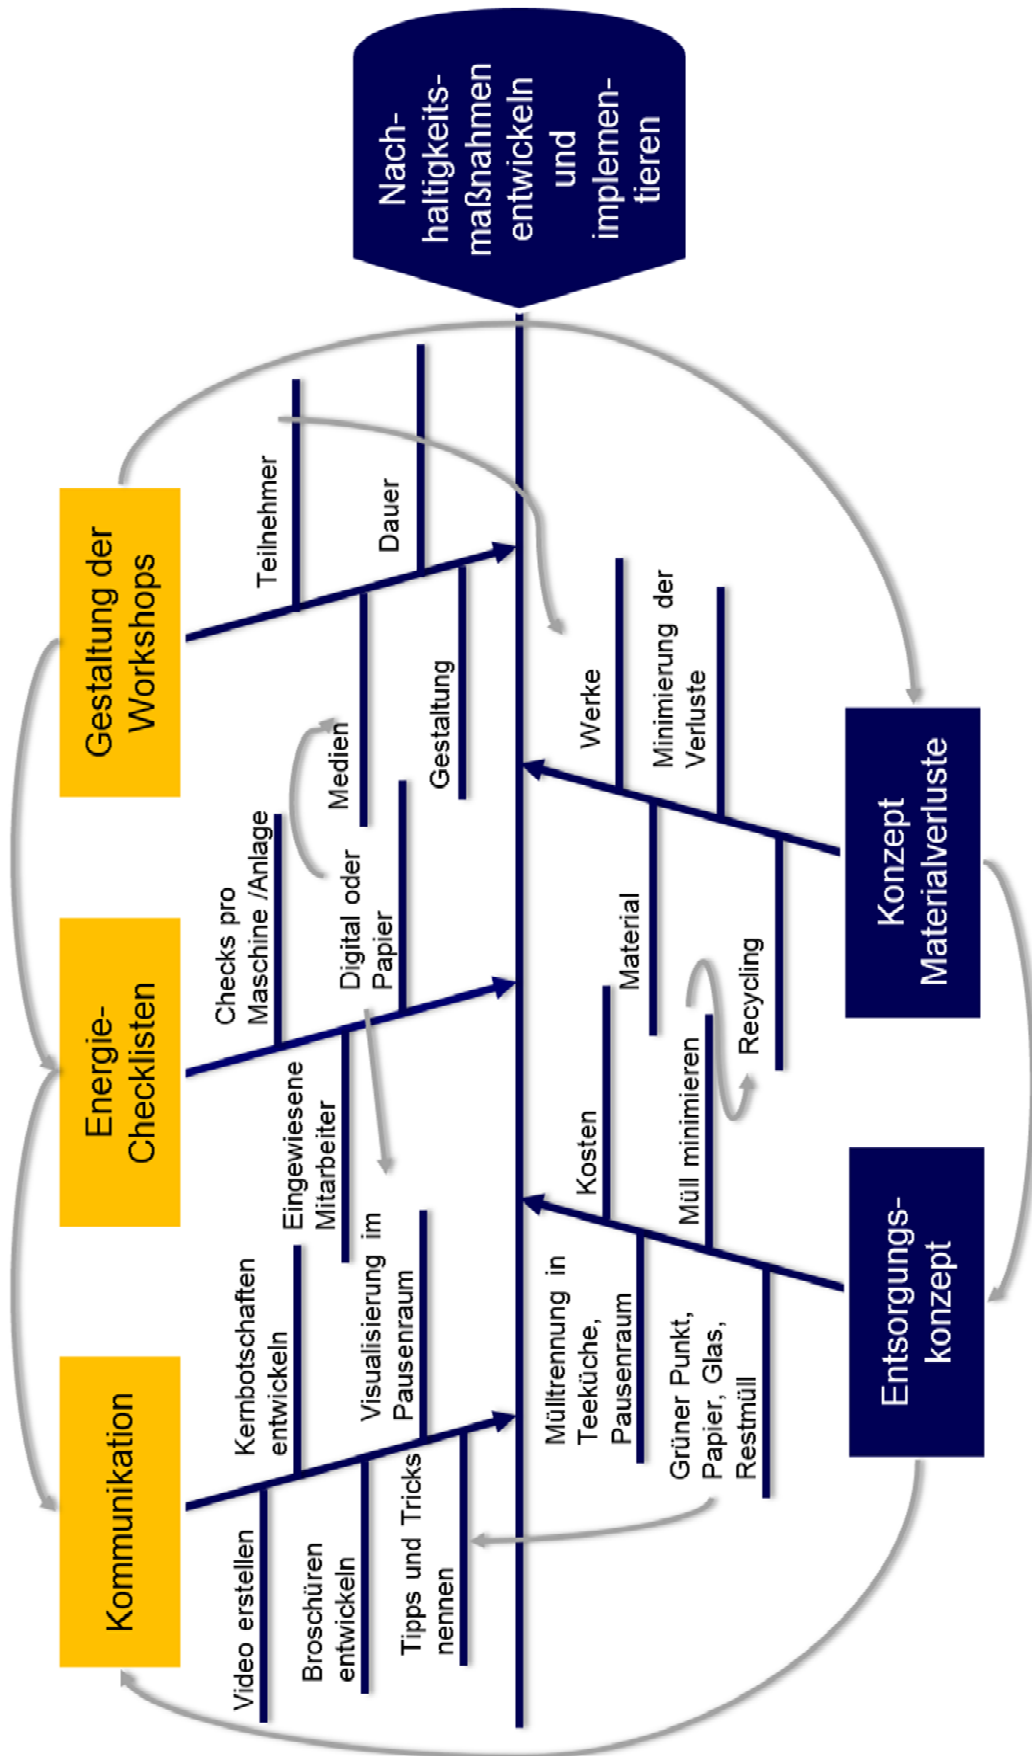 Kommunikation
Energie-
Checklisten
Gestaltung der
Workshops
Video erstellen
Kernbotschaften
entwickeln
Broschüren
entwickeln
Visualisierung im
Pausenraum
Tipps und Tricks
nennen
Checks pro
Maschine /Anlage
Eingewiesene
Mitarbeiter
Digital oder
Papier
Teilnehmer
Medien
Dauer
Gestaltung
Nach-
haltigkeits-
maßnahmen
entwickeln
und
implemen-
tieren
Mülltrennung in
Teeküche,
Pausenraum
Kosten
Grüner Punkt,
Papier, Glas,
Restmüll
Müll minimieren
Material
Werke
Recycling
Minimierung der
Verluste
Entsorgungs-
konzept
Konzept
Materialverluste